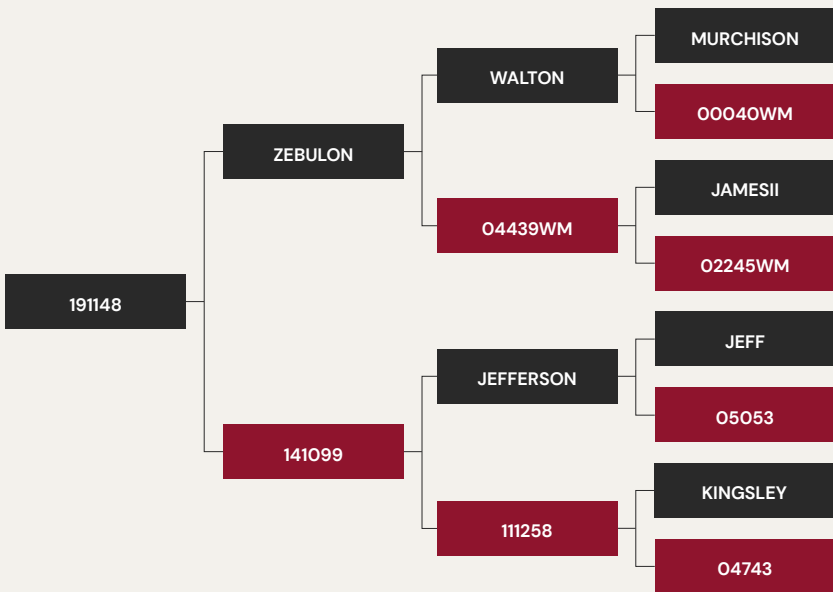 MURCHISON
WALTON
00040WM
ZEBULON
JAMESII
04439WM
02245WM
191148
JEFF
JEFFERSON
05053
141099
KINGSLEY
111258
04743